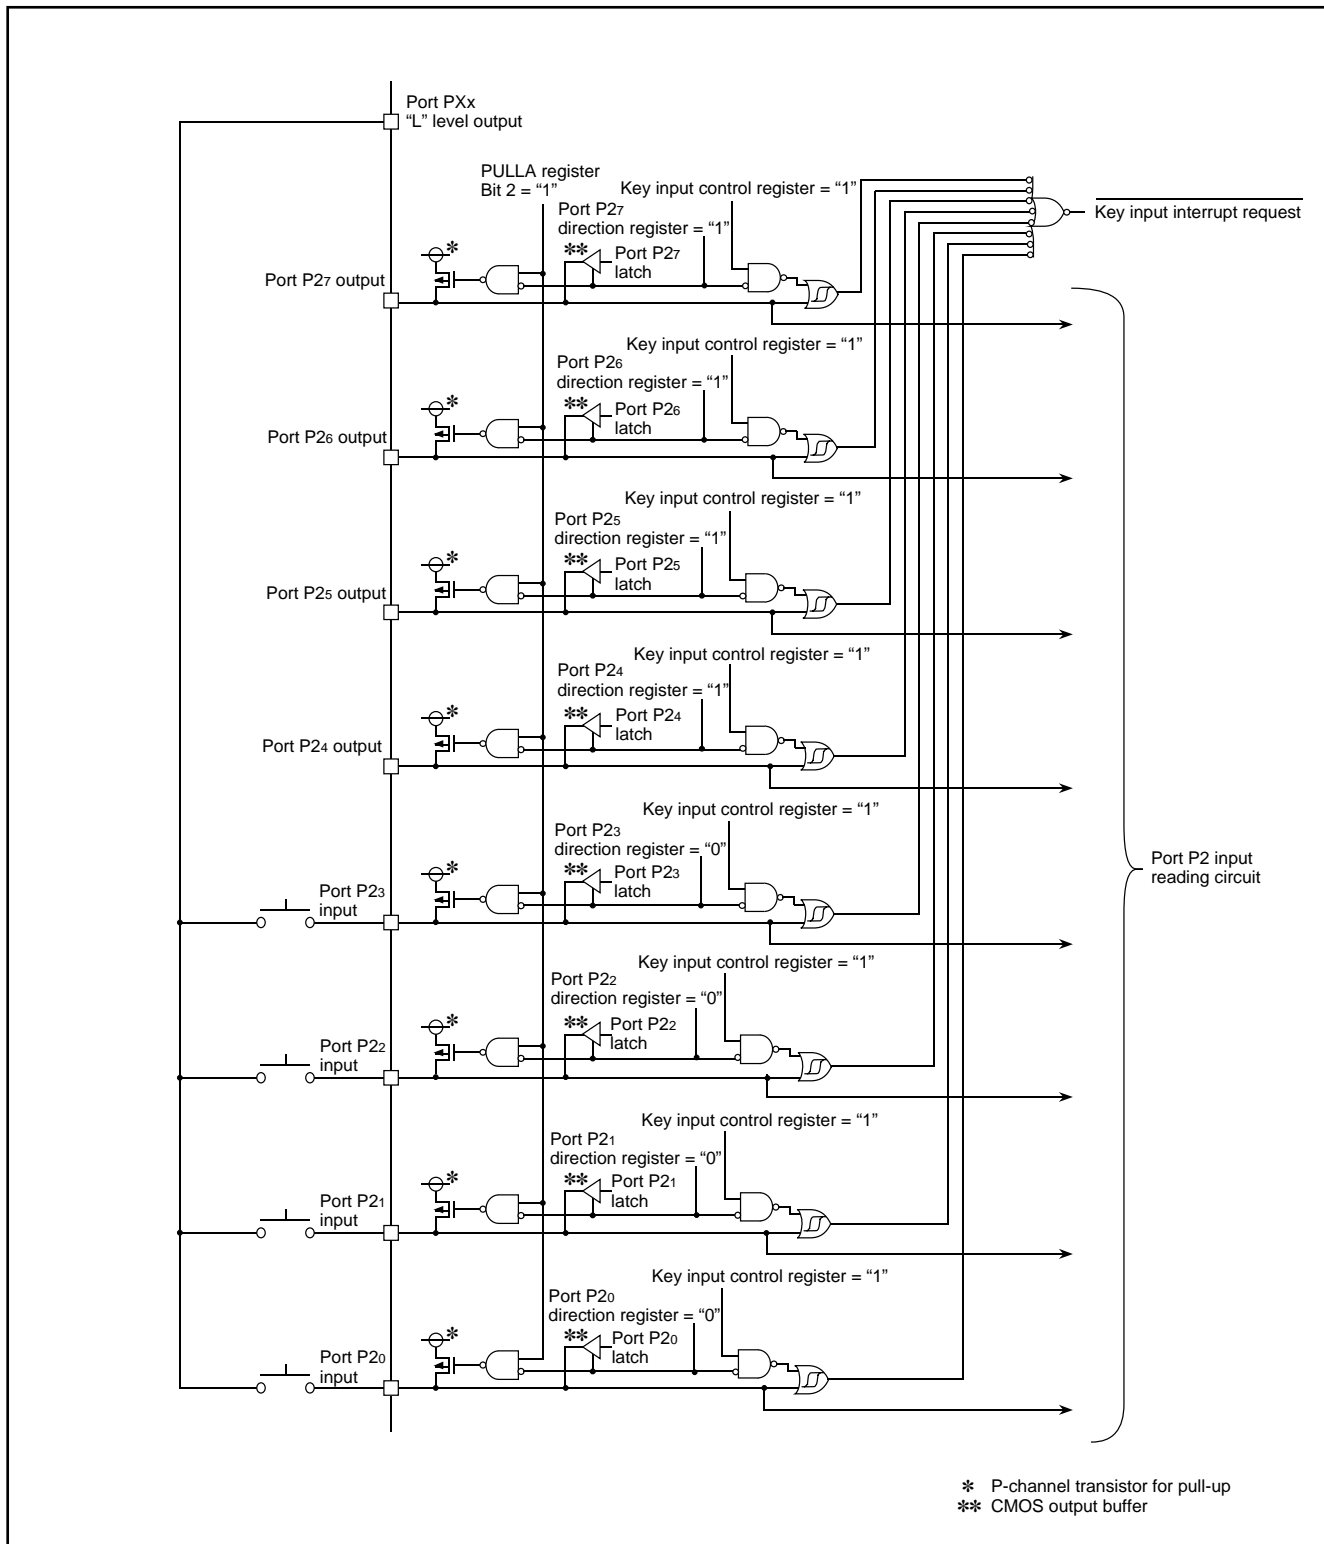 Port PXx
“L” level output
PULLA register
Bit 2 = “1”
Key input control register = “1”
Port P27
direction register = “1”
✱
✱✱
Port P27
latch
Key input interrupt request
Port P27 output
Key input control register = “1”
Port P26
direction register = “1”
✱
✱✱
Port P26
latch
Port P26 output
Key input control register = “1”
Port P25
direction register = “1”
✱
✱✱
Port P25
latch
Port P25 output
Key input control register = “1”
Port P24
direction register = “1”
✱
✱✱
Port P24
latch
Port P24 output
Key input control register = “1”
Port P23
direction register = “0”
✱
✱✱
Port P23
latch
Port P23
input
Port P2 input
reading circuit
Key input control register = “1”
Port P22
direction register = “0”
✱
✱✱
Port P22
latch
Port P22
input
Key input control register = “1”
Port P21
direction register = “0”
✱
✱✱
Port P21
latch
Port P21
input
Key input control register = “1”
Port P20
direction register = “0”
✱
✱✱
Port P20
latch
Port P20
input
✱ P-channel transistor for pull-up
✱✱ CMOS output buffer